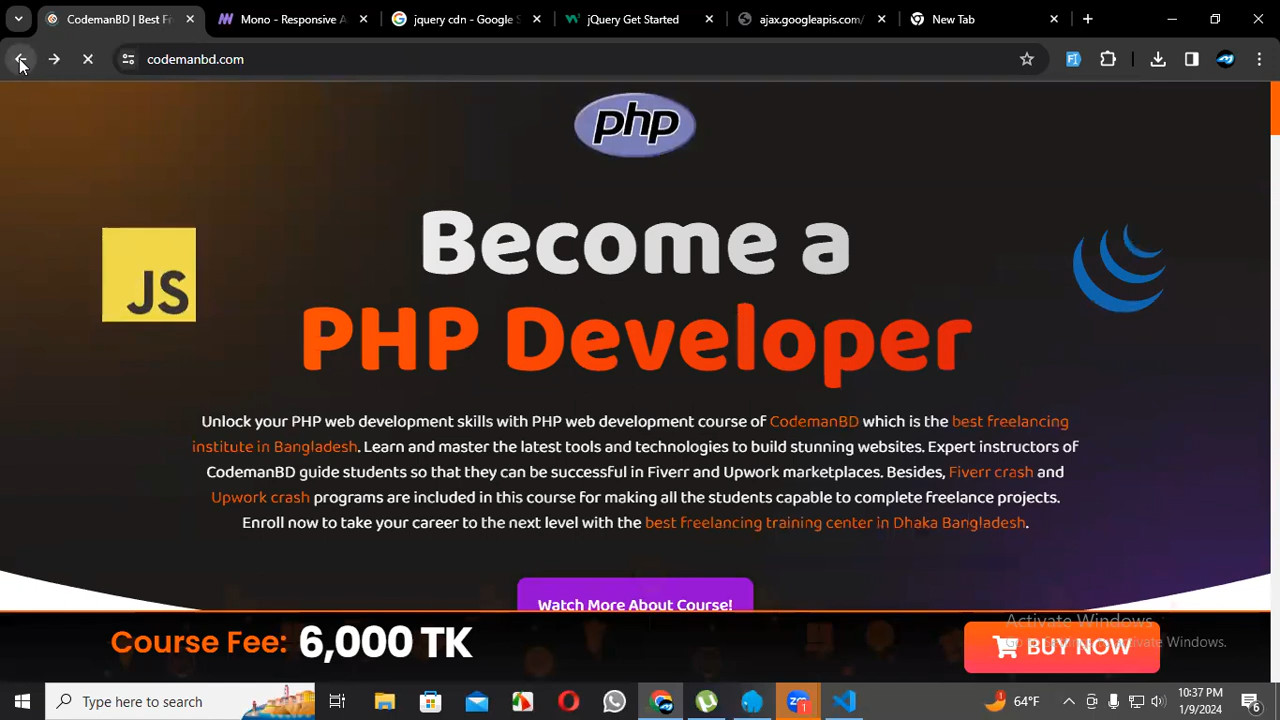 CodemanBD | Best F
Mono - Responsive A
jquery cdn - Google S
jQuery Get Started
ajax.googleapis.com/
New Tab
codemanbd.com
php
JS
Become a
PHP Developer
Unlock your PHP web development skills with PHP web development course of CodemanBD which is the best freelancing
institute in Bangladesh. Learn and master the latest tools and technologies to build stunning websites. Expert instructors of
CodemanBD guide students so that they can be successful in Fiverr and Upwork marketplaces. Besides, Fiverr crash and
Upwork crash programs are included in this course for making all the students capable to complete freelance projects.
Enroll now to take your career to the next level with the best freelancing training center in Dhaka Bangladesh.
Watch More About Course!
Course Fee: 6,000 TK
BUY NOW
Activate Windows
Windows.
Type here to search
1
1
64°F
10:37 PM
1/9/2024
6